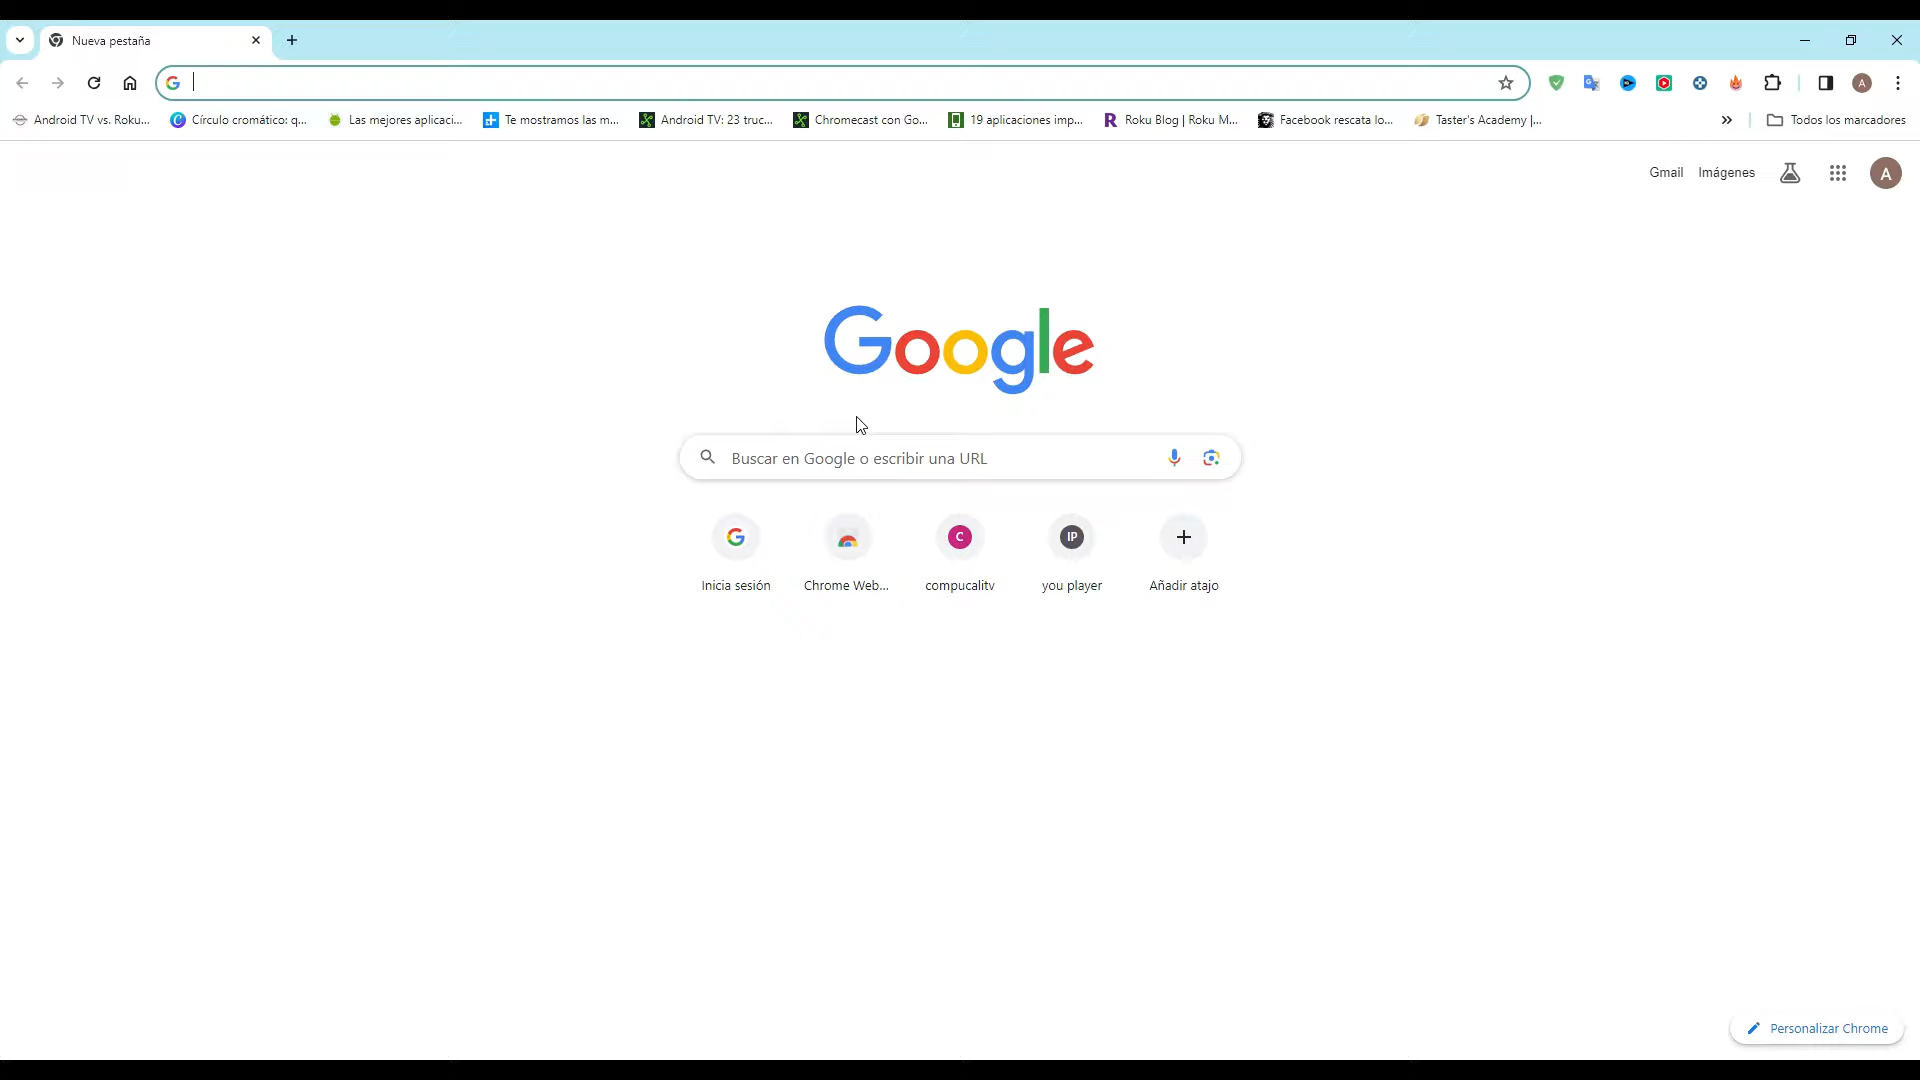 Nueva pestaña
Android TV vs. Roku...
Círculo cromático: q...
Las mejores aplicaci...
Te mostramos las m...
Android TV: 23 truc...
Chromecast con Go...
19 aplicaciones imp...
Roku Blog | Roku M...
Facebook rescata lo...
Taster's Academy |...
Todos los marcadores
Gmail
Imágenes
A
Google
Buscar en Google o escribir una URL
C
IP
Inicia sesión
Chrome Web...
compucalitv
you player
Añadir atajo
Personalizar Chrome